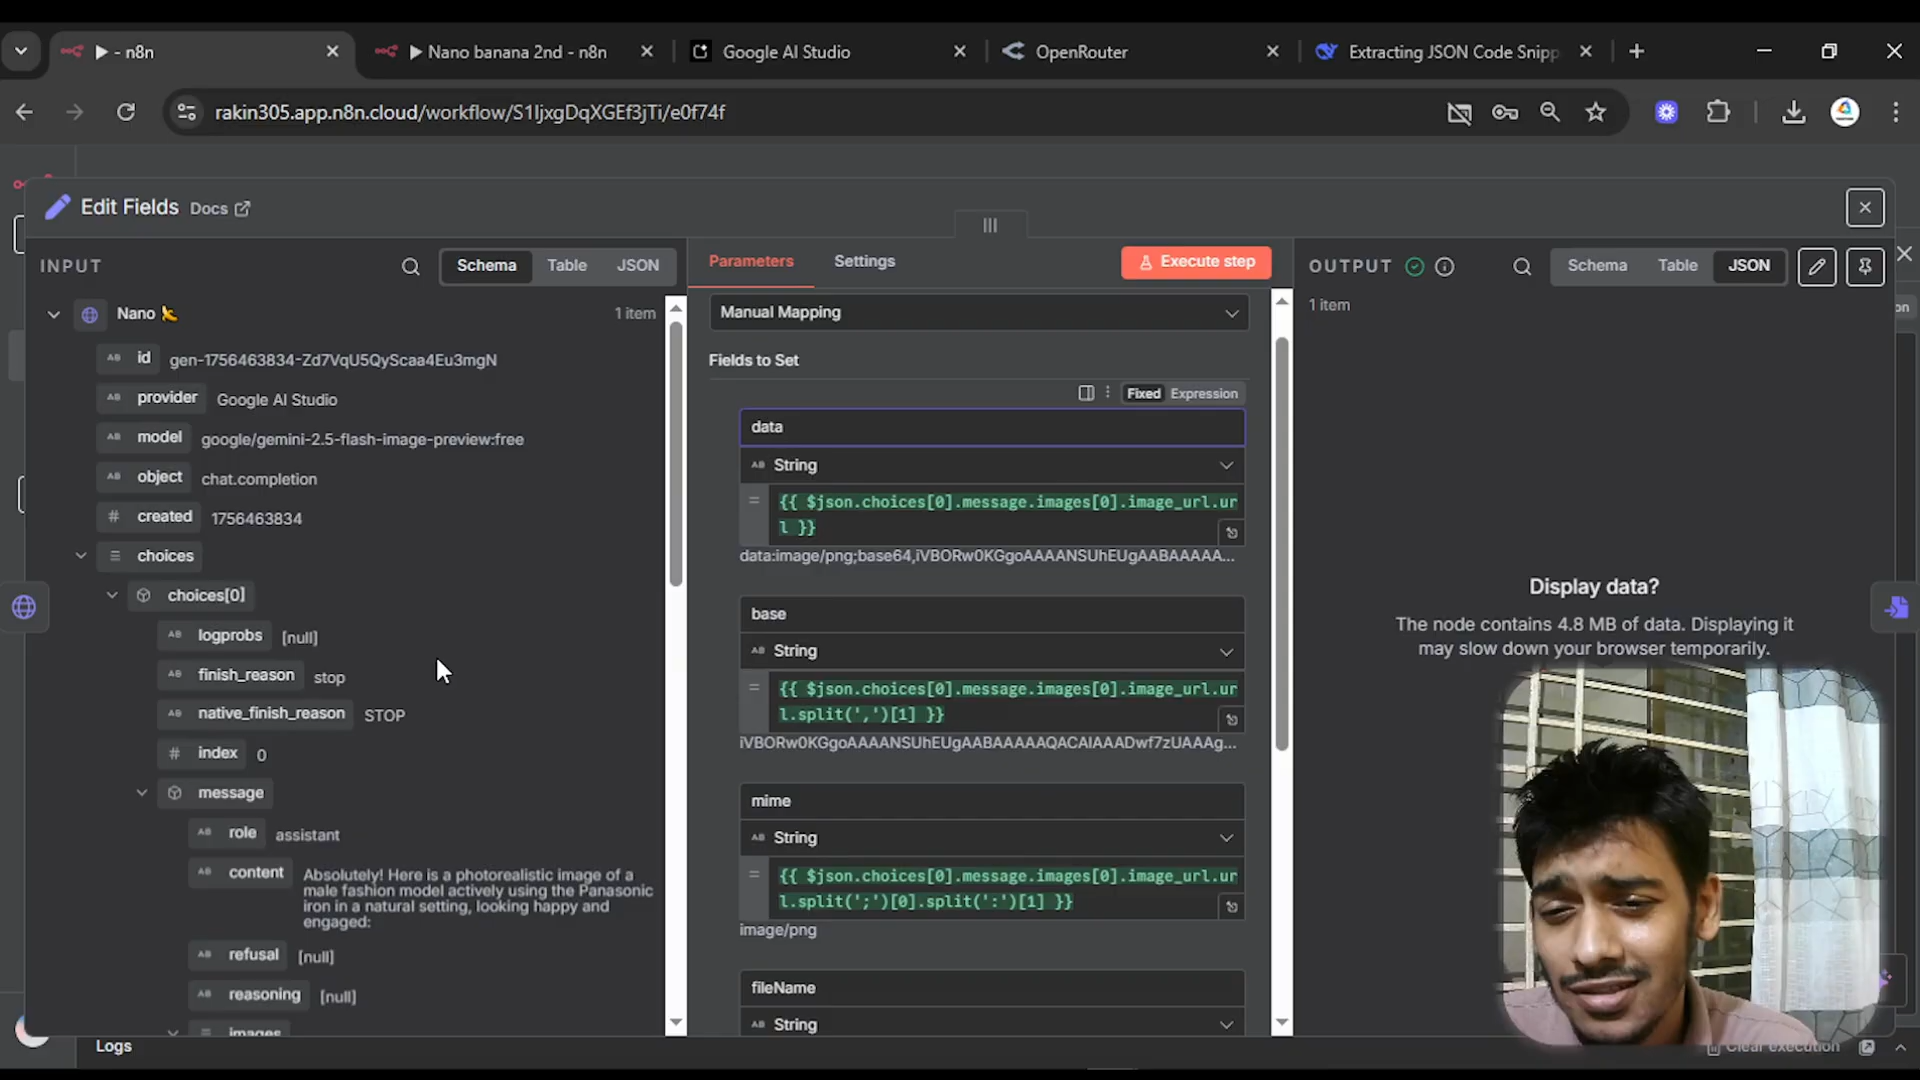 - n8n
Nano banana 2nd - n8n
Google AI Studio
OpenRouter
Extracting JSON Code Snipp
rakin305.app.n8n.cloud/workflow/S1IjxgDqXGEf3jTi/e0f74f
Edit Fields
Docs
INPUT
Schema
Table
JSON
Nano
1 item
id
gen-1756463834-Zd7VqU5QyScaa4Eu3mgN
provider
Google AI Studio
model
google/gemini-2.5-flash-image-preview:free
object
chat.completion
# created
1756463834
choices
choices[0]
logprobs
[null]
finish_reason
stop
native_finish_reason
STOP
# index
0
message
role
assistant
content
Absolutely! Here is a photorealistic image of a
male fashion model actively using the Panasonic
iron in a natural setting, looking happy and
engaged:
refusal
[null]
reasoning
[null]
images
Logs
Parameters
Settings
Execute step
Manual Mapping
Fields to Set
Fixed
Expression
data
String
=
{{ $json.choices[0].message.images[0].image_url.ur
l }}
data:image/png;base64,iVBORw0KGgoAAAANSUhEUgAABAAAAA...
base
String
=
{{ $json.choices[0].message.images[0].image_url.ur
l.split(',')[1] }}
iVBORw0KGgoAAAANSUhEUgAABAAAAAQACAIAAADwf7zUAAAg...
mime
String
=
{{ $json.choices[0].message.images[0].image_url.ur
l.split(';')[0].split(':')[1] }}
image/png
fileName
String
OUTPUT
Schema
Table
JSON
1 item
Display data?
The node contains 4.8 MB of data. Displaying it
may slow down your browser temporarily.
on
Clear execution